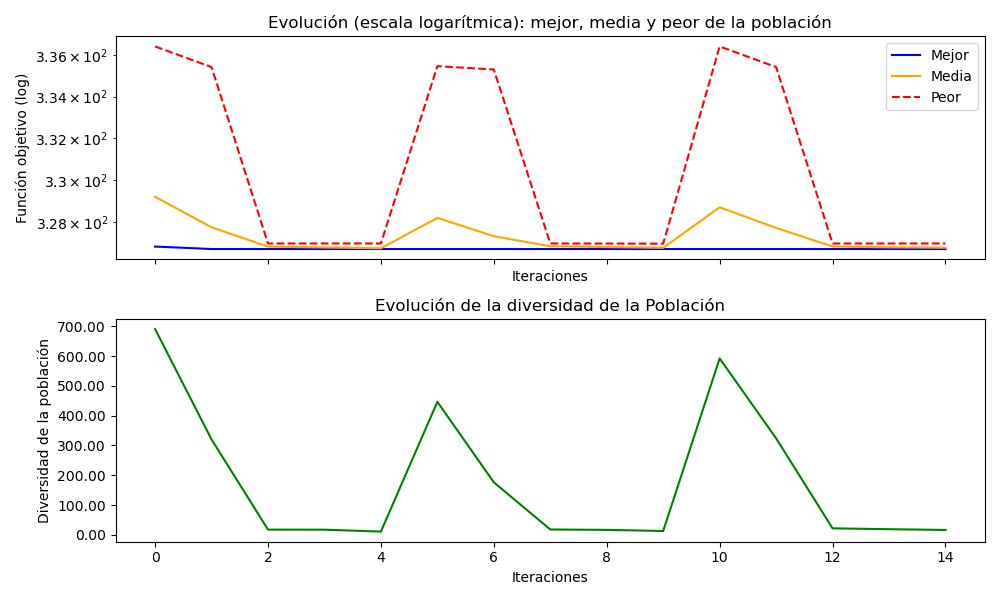 Evolución (escala logarítmica): mejor, media y peor de la población
Función objetivo (log)
3.36 × 10²
3.34 × 10²
3.32 × 10²
3.3 × 10²
3.28 × 10²
Mejor
Media
Peor
Iteraciones
Evolución de la diversidad de la Población
Diversidad de la población
700.00
600.00
500.00
400.00
300.00
200.00
100.00
0.00
0 2 4 6 8 10 12 14
Iteraciones